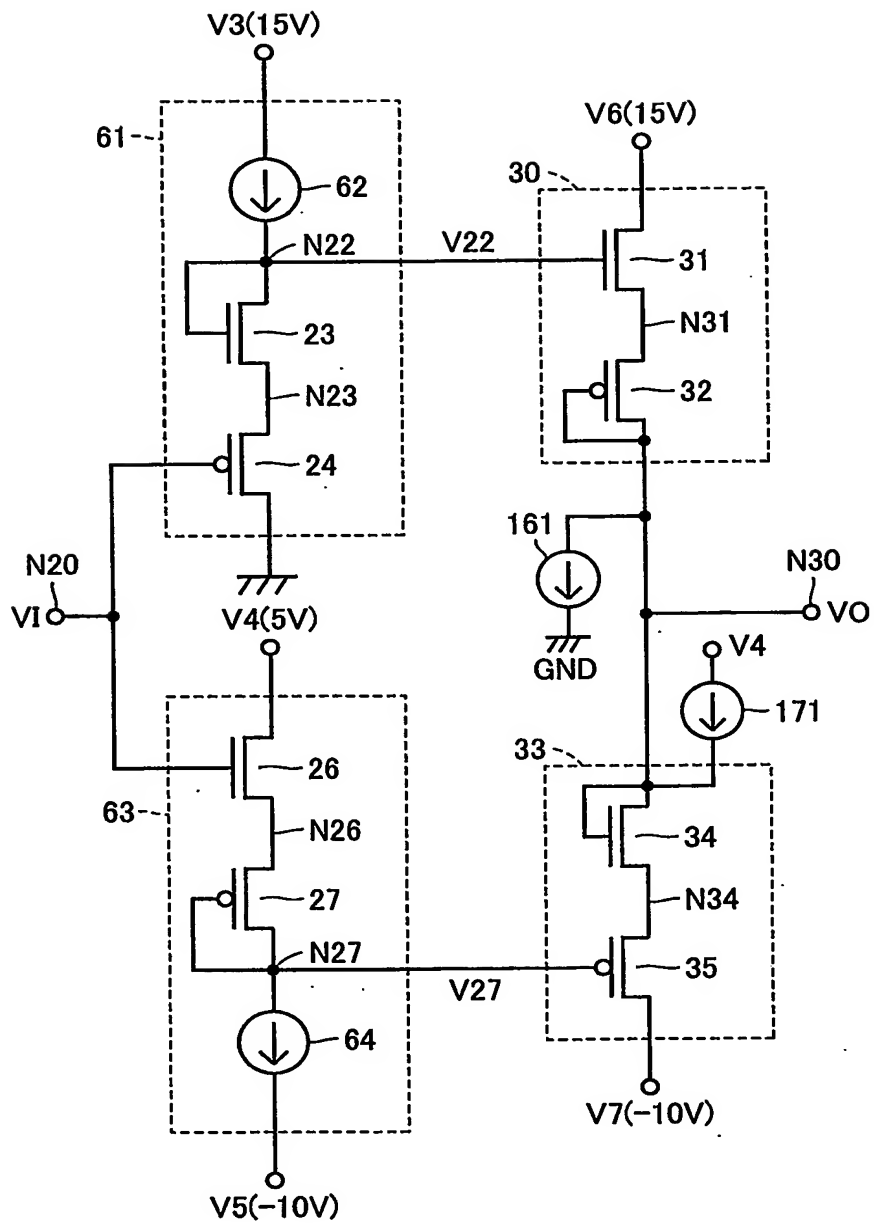 V3(15V)
61
62
N22
V22
23
N23
24
V6(15V)
30
31
N31
32
161
GND
N20
VI
N30
VO
V4(5V)
V4
171
63
26
N26
27
N27
V27
64
33
34
N34
35
V7(-10V)
V5(-10V)